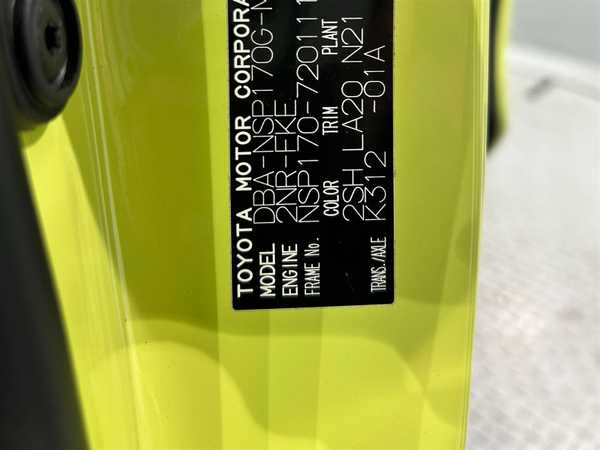 TOYOTA MOTOR CORPORA
MODEL DBA-NSP170G-M
ENGINE 2NR-FKE
FRAME No. NSP170-720111
COLOR TRIM PLANT
2SH LA20 N21
TRANS./AXLE K312 -01A